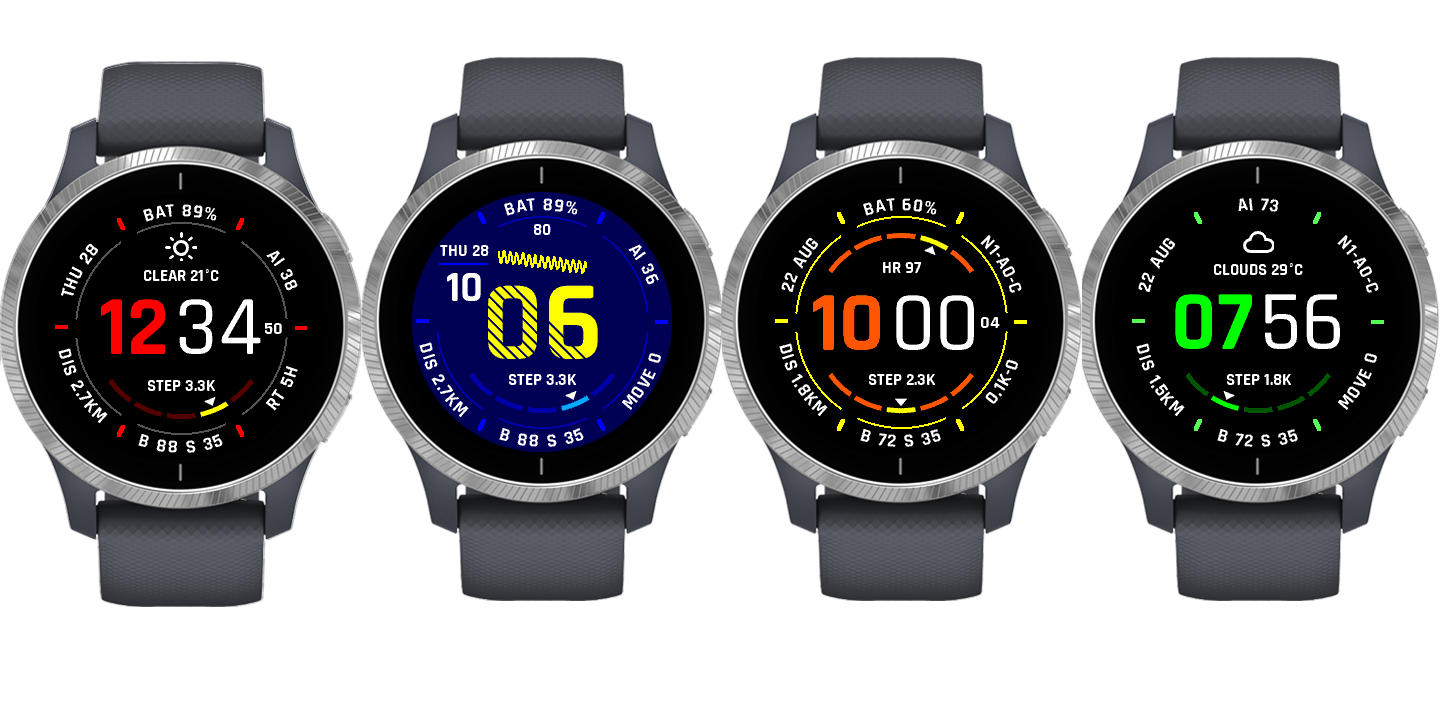 BAT 89%
THU 28
AI 38
CLEAR 21°C
12 34 50
STEP 3.3K
DIS 2.7KM
RT 5H
B 88 S 35
BAT 89%
80
THU 28
AI 36
10 06
STEP 3.3K
DIS 2.7KM
MOVE 0
B 88 S 35
BAT 60%
22 AUG
N1-A0-C
HR 97
10 00 04
STEP 2.3K
DIS 1.8KM
0.1K-0
B 72 S 35
AI 73
22 AUG
N1-A0-C
CLOUDS 29°C
07 56
STEP 1.8K
DIS 1.5KM
MOVE 0
B 72 S 35